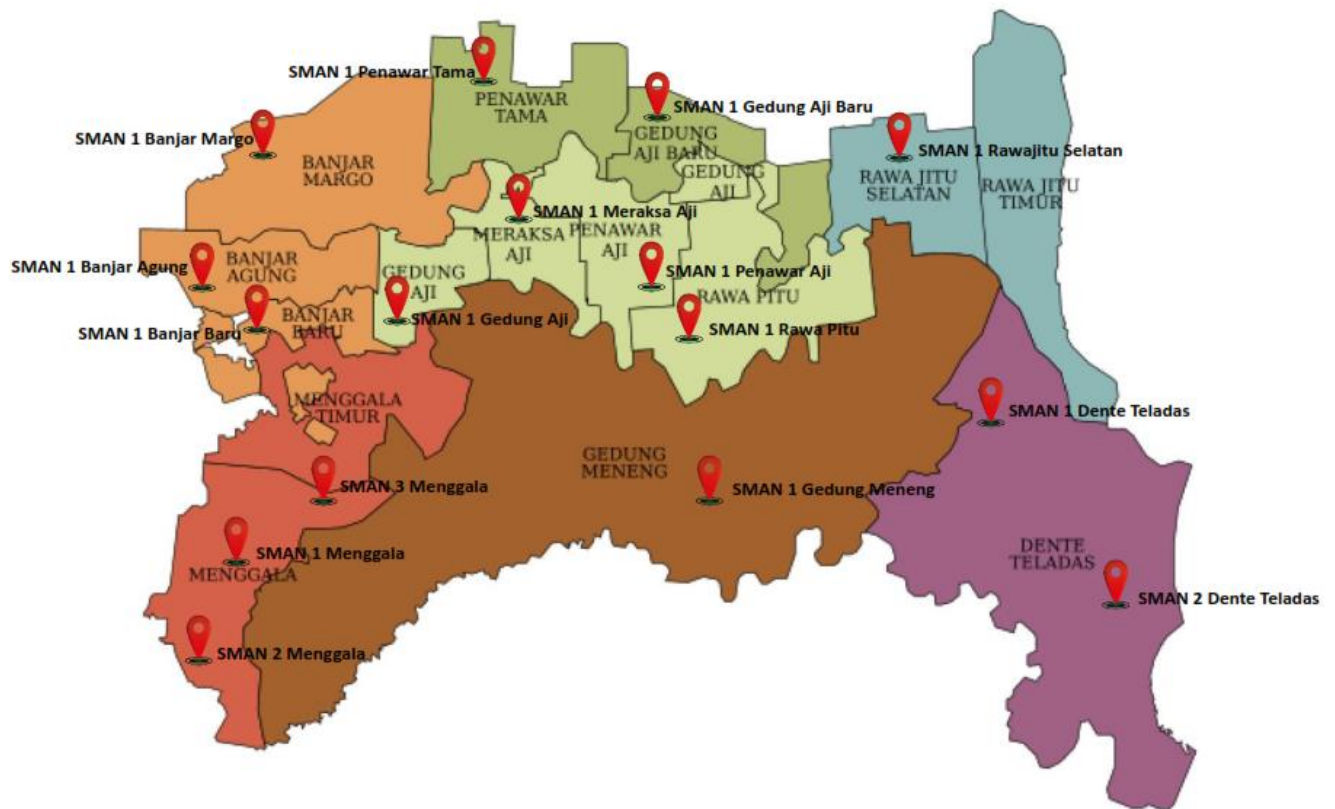 SMAN 1 Penawar Tama
PENAWAR
TAMA
SMAN 1 Gedung Aji Baru
GEDUNG
AJI BARU
SMAN 1 Banjar Margo
BANJAR
MARGO
SMAN 1 Rawajitu Selatan
RAWA JITU
SELATAN
RAWA JITU
TIMUR
GEDUNG
AJI
SMAN 1 Meraksa Aji
MERAKSA
AJI
PENAWAR
AJI
SMAN 1 Banjar Agung
BANJAR
AGUNG
GEDUNG
AJI
SMAN 1 Penawar Aji
RAWA PITU
SMAN 1 Banjar Baru
BANJAR
BARU
SMAN 1 Gedung Aji
SMAN 1 Rawa Pitu
MENGGALA
TIMUR
SMAN 1 Dente Teladas
GEDUNG
MENENG
SMAN 3 Menggala
SMAN 1 Gedung Meneng
SMAN 1 Menggala
MENGGALA
DENTE
TELADAS
SMAN 2 Dente Teladas
SMAN 2 Menggala